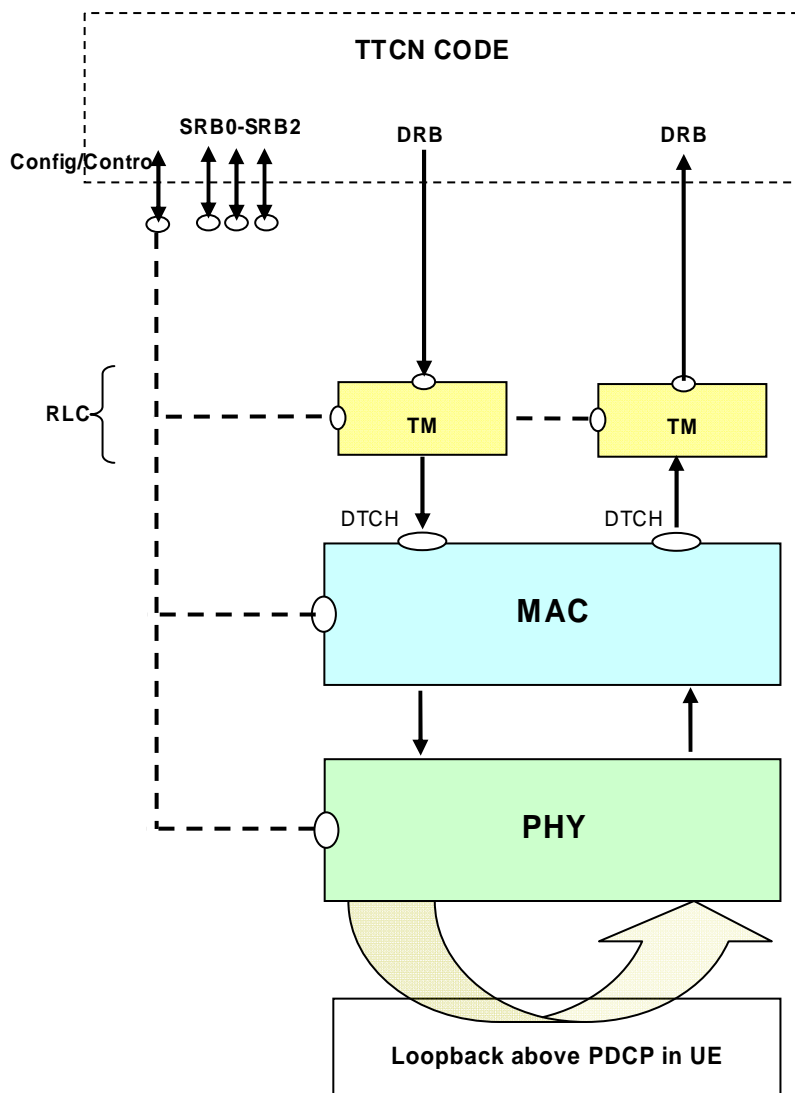 TTCN CODE
SRB0-SRB2
DRB
DRB
Config/Contro
RLC
TM
TM
DTCH
DTCH
MAC
PHY
Loopback above PDCP in UE